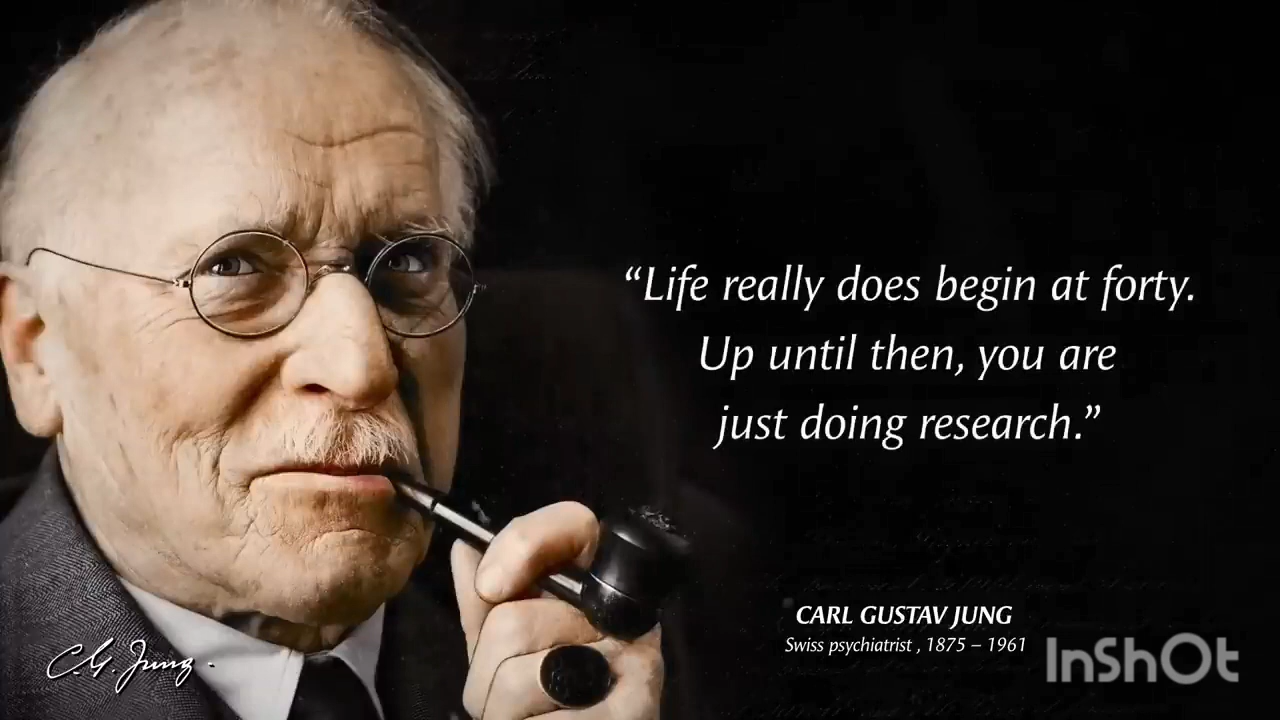 “Life really does begin at forty.
Up until then, you are
just doing research.”
CARL GUSTAV JUNG
Swiss psychiatrist , 1875 – 1961
C.G. Jung.
InShOt